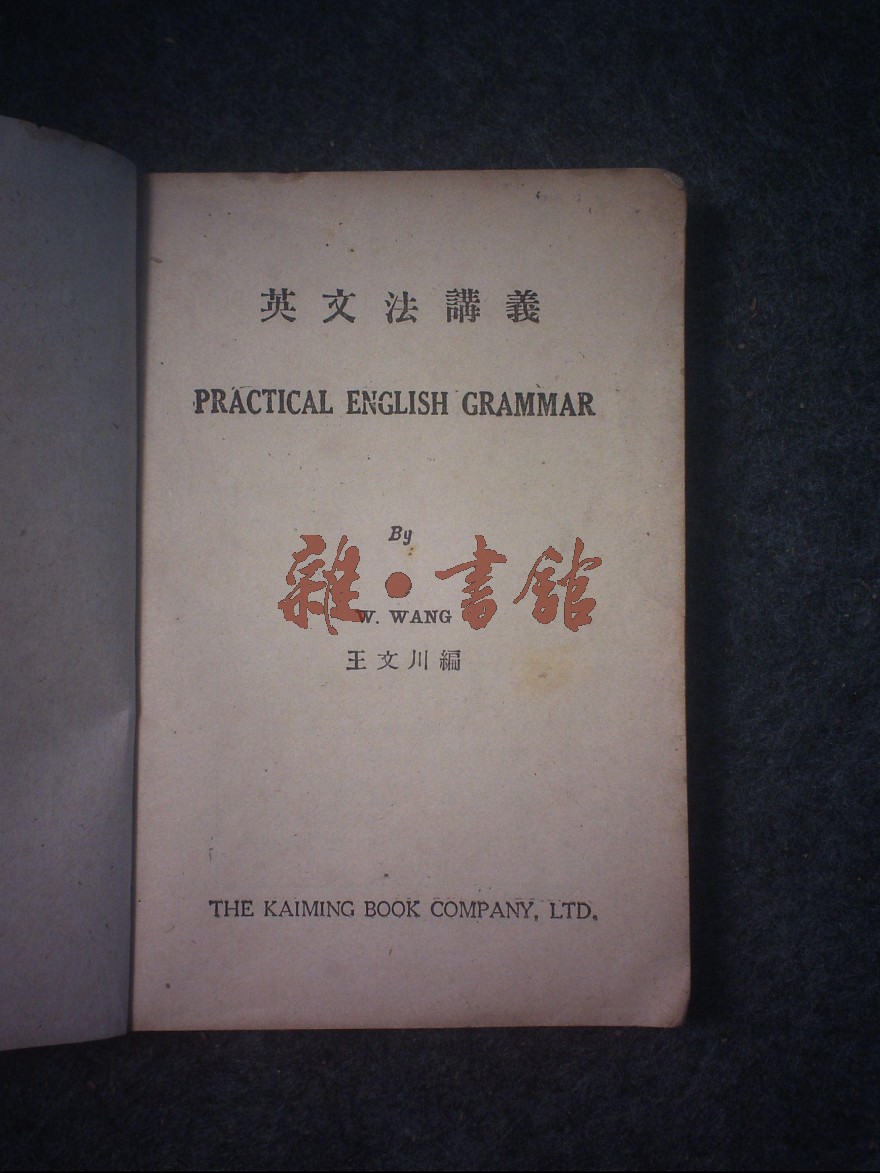 英文法講義
PRACTICAL ENGLISH GRAMMAR
By
雜·書館
W. WANG
王文川編
THE KAIMING BOOK COMPANY, LTD.